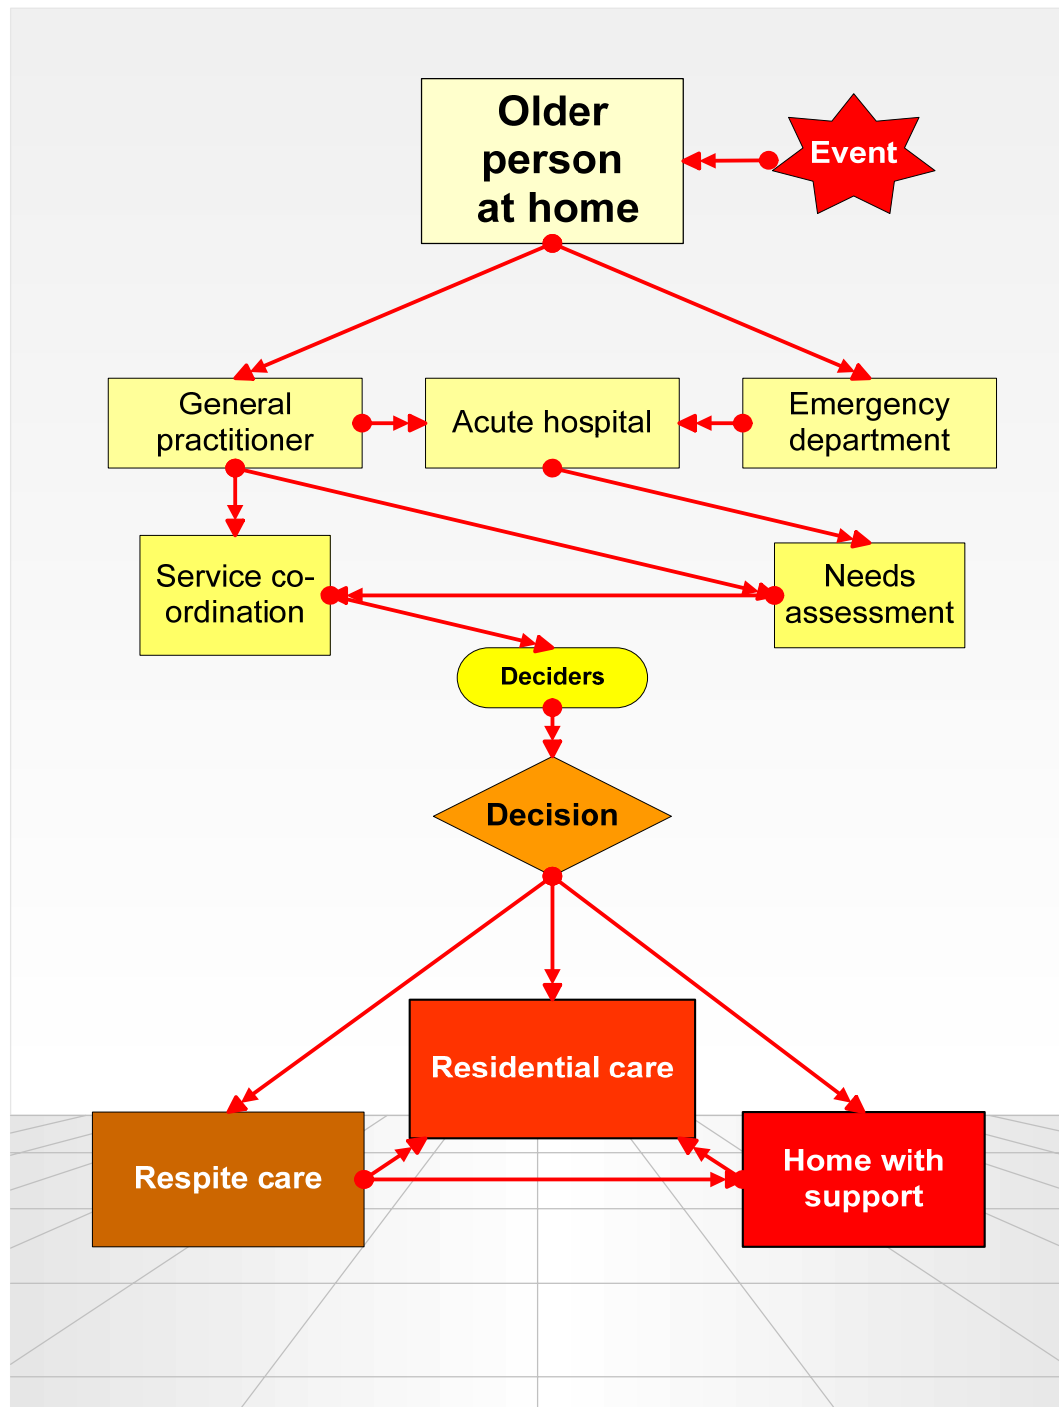 Older
person
at home
Event
General
practitioner
Acute hospital
Emergency
department
Service co-
ordination
Needs
assessment
Deciders
Decision
Residential care
Respite care
Home with
support